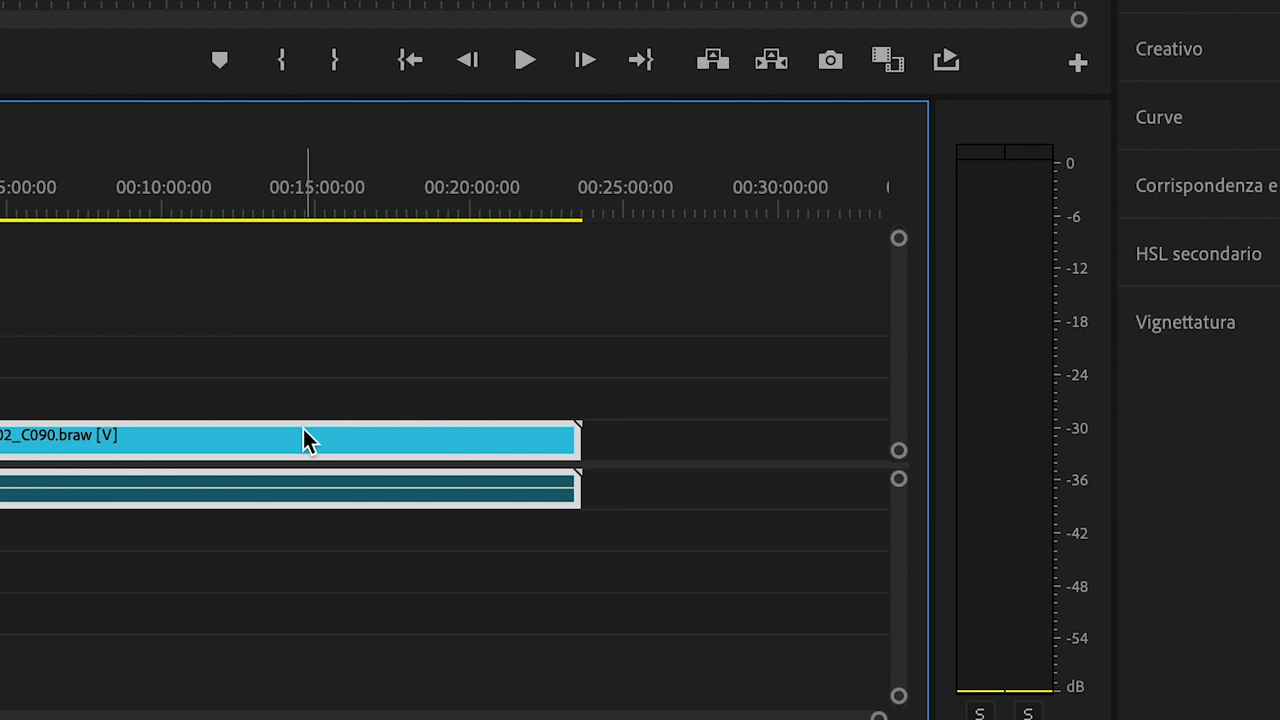 Creativo
Curve
Corrispondenza e
HSL secondario
Vignettatura
5:00:00 00:10:00:00 00:15:00:00 00:20:00:00 00:25:00:00 00:30:00:00
02_C090.braw [V]
0
-6
-12
-18
-24
-30
-36
-42
-48
-54
dB
S S